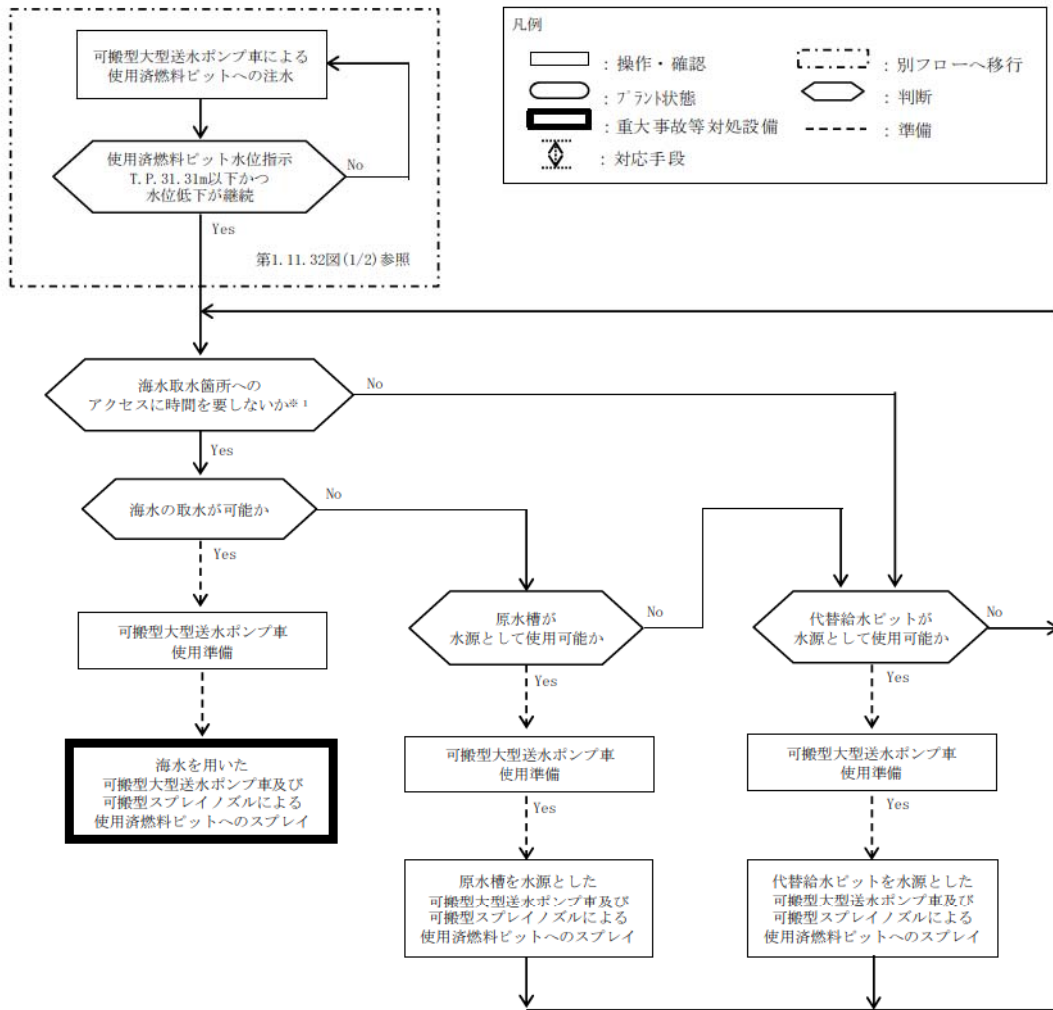 可搬型大型送水ポンプ車による
使用済燃料ピットへの注水
使用済燃料ピット水位指示
T.P.31.31m以下かつ
水位低下が継続
No
Yes
第1.11.32図(1/2)参照
凡例
：操作・確認
：プラント状態
：重大事故等対処設備
：対応手段
：別フローへ移行
：判断
：準備
海水取水箇所への
アクセスに時間を要しないか※1
No
Yes
海水の取水が可能か
No
Yes
可搬型大型送水ポンプ車
使用準備
海水を用いた
可搬型大型送水ポンプ車及び
可搬型スプレイノズルによる
使用済燃料ピットへのスプレイ
原水槽が
水源として使用可能か
No
Yes
可搬型大型送水ポンプ車
使用準備
Yes
原水槽を水源とした
可搬型大型送水ポンプ車及び
可搬型スプレイノズルによる
使用済燃料ピットへのスプレイ
代替給水ピットが
水源として使用可能か
No
Yes
可搬型大型送水ポンプ車
使用準備
Yes
代替給水ピットを水源とした
可搬型大型送水ポンプ車及び
可搬型スプレイノズルによる
使用済燃料ピットへのスプレイ